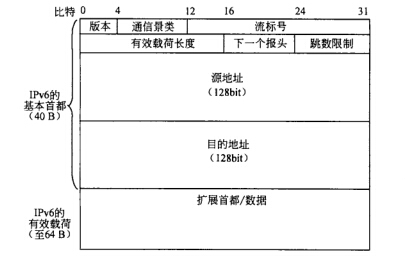 比特 0 4 12 16 24 31
版本 通信景类 流标号
有效载荷长度 下一个报头 跳数限制
源地址
(128bit)
IPv6的
基本首都
(40 B)
目的地址
(128bit)
扩展首都/数据
IPv6的
有效载荷
(至64 B)